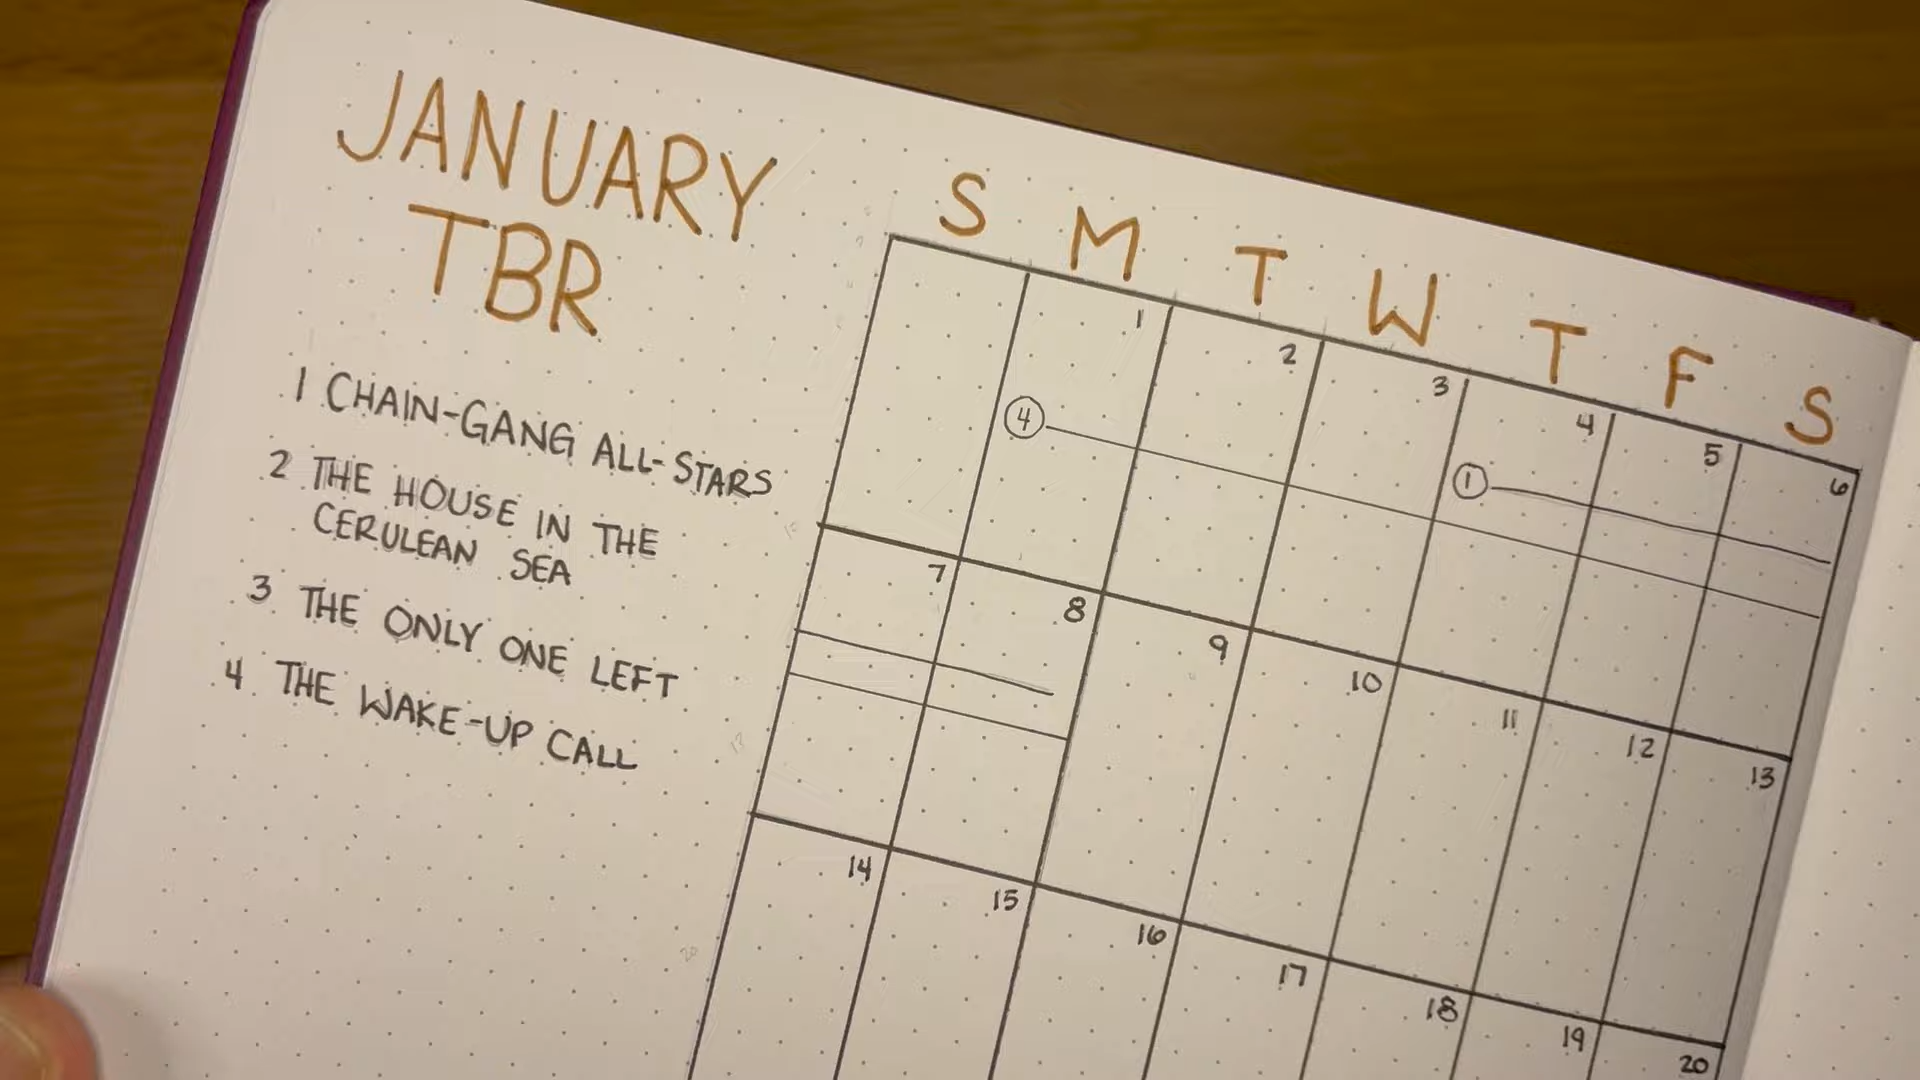 JANUARY
TBR
1 CHAIN-GANG ALL-STARS
2 THE HOUSE IN THE
CERULEAN SEA
3 THE ONLY ONE LEFT
4 THE WAKE-UP CALL
S M T W T F S
1 2 3 4 5 6
4 1
7 8 9 10 11 12 13
14 15 16 17 18 19 20